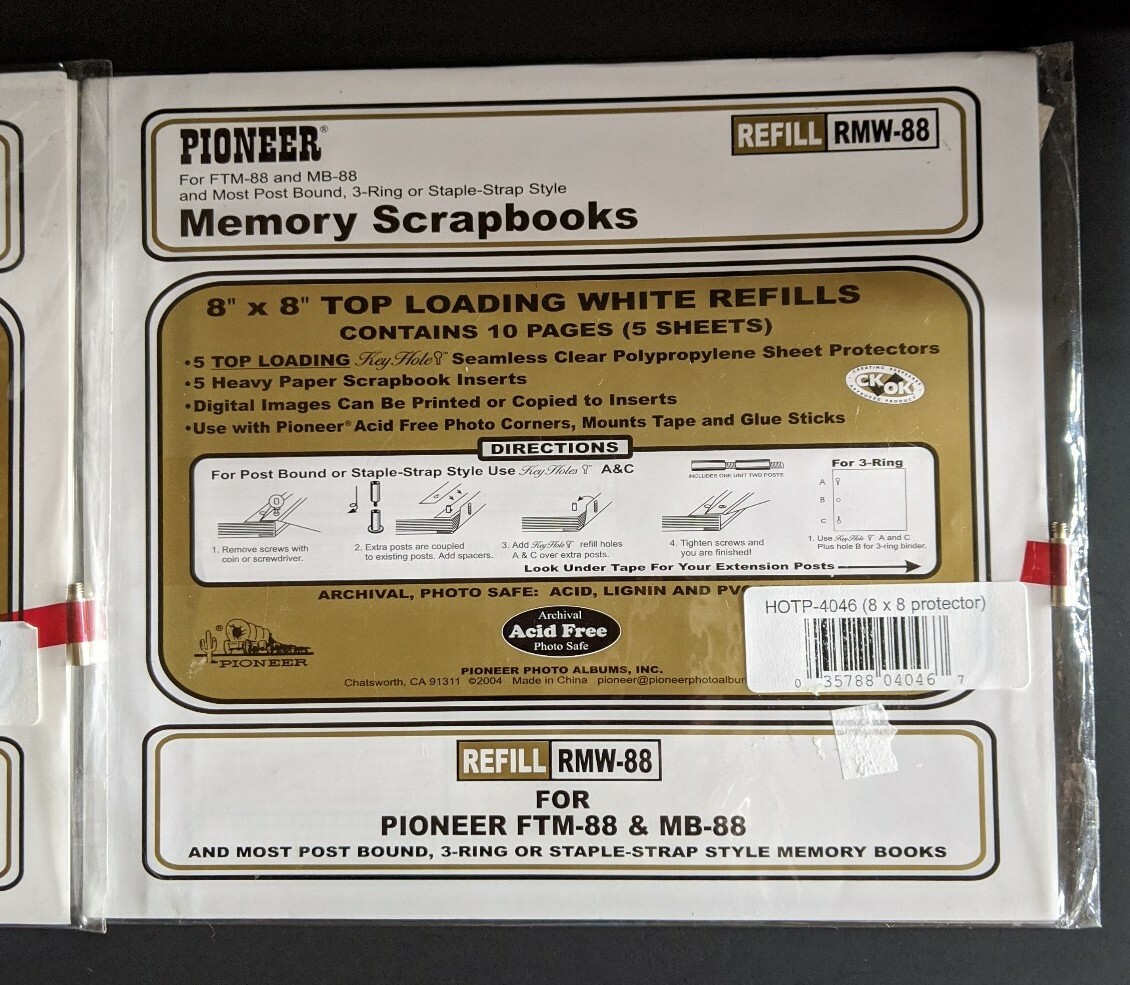 PIONEER®
REFILL RMW-88
For FTM-88 and MB-88
and Most Post Bound, 3-Ring or Staple-Strap Style
Memory Scrapbooks
8" x 8" TOP LOADING WHITE REFILLS
CONTAINS 10 PAGES (5 SHEETS)
•5 TOP LOADING KeyHole™ Seamless Clear Polypropylene Sheet Protectors
•5 Heavy Paper Scrapbook Inserts
•Digital Images Can Be Printed or Copied to Inserts
•Use with Pioneer® Acid Free Photo Corners, Mounts Tape and Glue Sticks
CREATING KEEPSAKES
CK OK
APPROVED PRODUCT
DIRECTIONS
For Post Bound or Staple-Strap Style Use KeyHoles A&C
INCLUDES ONE UNIT TWO POSTS
For 3-Ring
A
B
C
1. Remove screws with
coin or screwdriver.
2. Extra posts are coupled
to existing posts. Add spacers.
3. Add KeyHole refill holes
A & C over extra posts.
4. Tighten screws and
you are finished!
1. Use KeyHole A and C
Plus hole B for 3-ring binder.
Look Under Tape For Your Extension Posts
ARCHIVAL, PHOTO SAFE: ACID, LIGNIN AND PV
Archival
Acid Free
Photo Safe
® PIONEER
PIONEER PHOTO ALBUMS, INC.
Chatsworth, CA 91311 ©2004 Made in China pioneer@pioneerphotoalbu
HOTP-4046 (8 x 8 protector)
0 35788 04046 7
REFILL RMW-88
FOR
PIONEER FTM-88 & MB-88
AND MOST POST BOUND, 3-RING OR STAPLE-STRAP STYLE MEMORY BOOKS